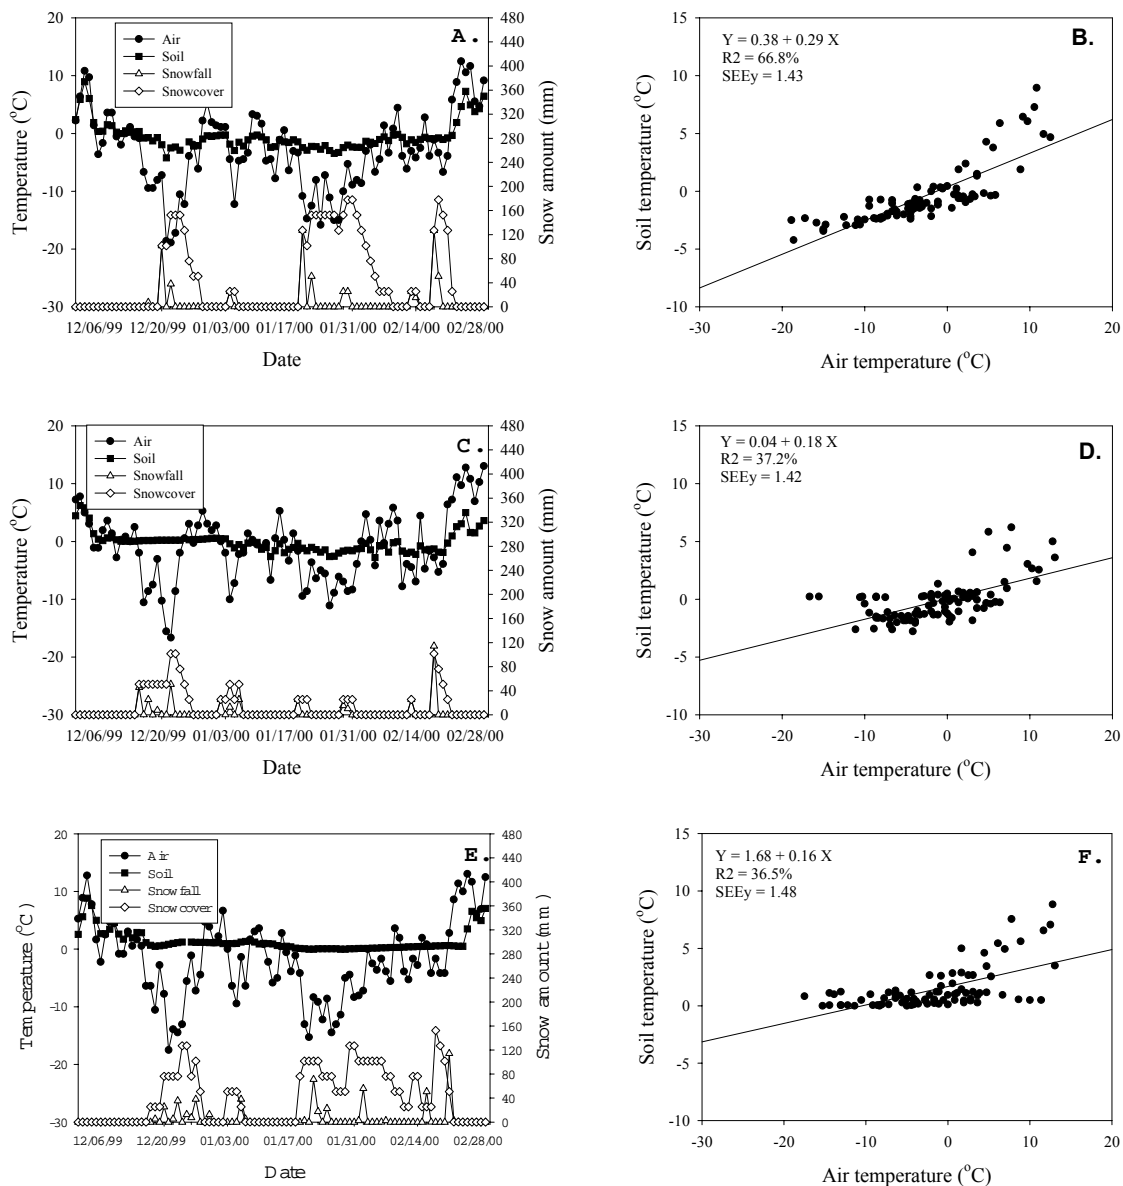 A.
Air
Soil
Snowfall
Snowcover
20
10
0
-10
-20
-30
480
440
400
360
320
280
240
200
160
120
80
40
0
Temperature (°C)
Snow amount (mm)
12/06/99 12/20/99 01/03/00 01/17/00 01/31/00 02/14/00 02/28/00
Date
B.
Y = 0.38 + 0.29 X
R2 = 66.8%
SEEy = 1.43
15
10
5
0
-5
-10
Soil temperature (°C)
-30 -20 -10 0 10 20
Air temperature (°C)
C.
Air
Soil
Snowfall
Snowcover
20
10
0
-10
-20
-30
480
440
400
360
320
280
240
200
160
120
80
40
0
Temperature (°C)
Snow amount (mm)
12/06/99 12/20/99 01/03/00 01/17/00 01/31/00 02/14/00 02/28/00
Date
D.
Y = 0.04 + 0.18 X
R2 = 37.2%
SEEy = 1.42
15
10
5
0
-5
-10
Soil temperature (°C)
-30 -20 -10 0 10 20
Air temperature (°C)
E.
Air
Soil
Snowfall
Snowcover
20
10
0
-10
-20
-30
480
440
400
360
320
280
240
200
160
120
80
40
0
Temperature (°C)
Snow amount (mm)
12/06/99 12/20/99 01/03/00 01/17/00 01/31/00 02/14/00 02/28/00
Date
F.
Y = 1.68 + 0.16 X
R2 = 36.5%
SEEy = 1.48
15
10
5
0
-5
-10
Soil temperature (°C)
-30 -20 -10 0 10 20
Air temperature (°C)